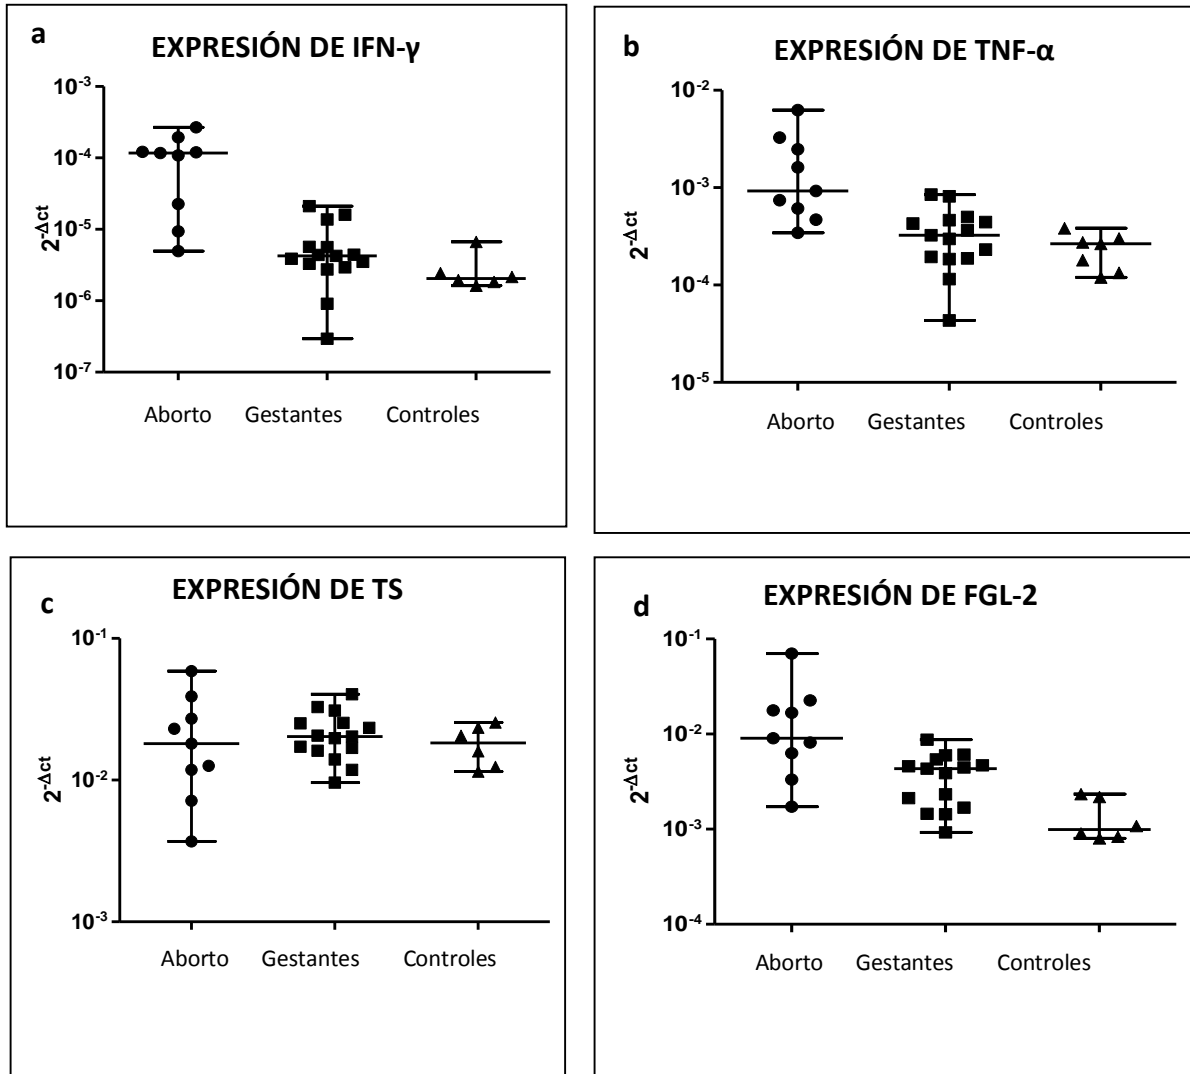 a
EXPRESIÓN DE IFN-γ
2^-Δct
10^-3
10^-4
10^-5
10^-6
10^-7
Aborto Gestantes Controles
b
EXPRESIÓN DE TNF-α
2^-Δct
10^-2
10^-3
10^-4
10^-5
Aborto Gestantes Controles
c
EXPRESIÓN DE TS
2^-Δct
10^-1
10^-2
10^-3
Aborto Gestantes Controles
d
EXPRESIÓN DE FGL-2
2^-Δct
10^-1
10^-2
10^-3
10^-4
Aborto Gestantes Controles